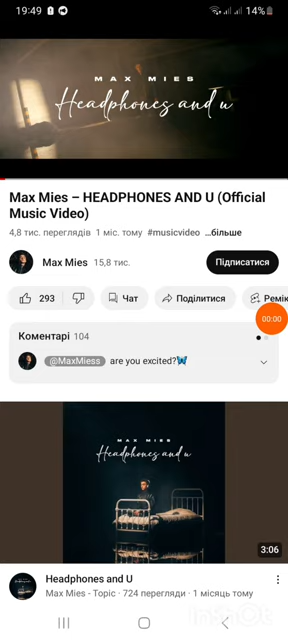 19:49
14%
MAX MIES
Headphones and u
Max Mies – HEADPHONES AND U (Official
Music Video)
4,8 тис. переглядів 1 міс. тому #musicvideo ...більше
Max Mies 15,8 тис. Підписатися
293 Чат Поділитися Ремік
00:00
Коментарі 104
@MaxMiess are you excited?🦋
MAX MIES
Headphones and u
3:06
Headphones and U
Max Mies - Topic · 724 перегляди · 1 місяць тому
InShOt